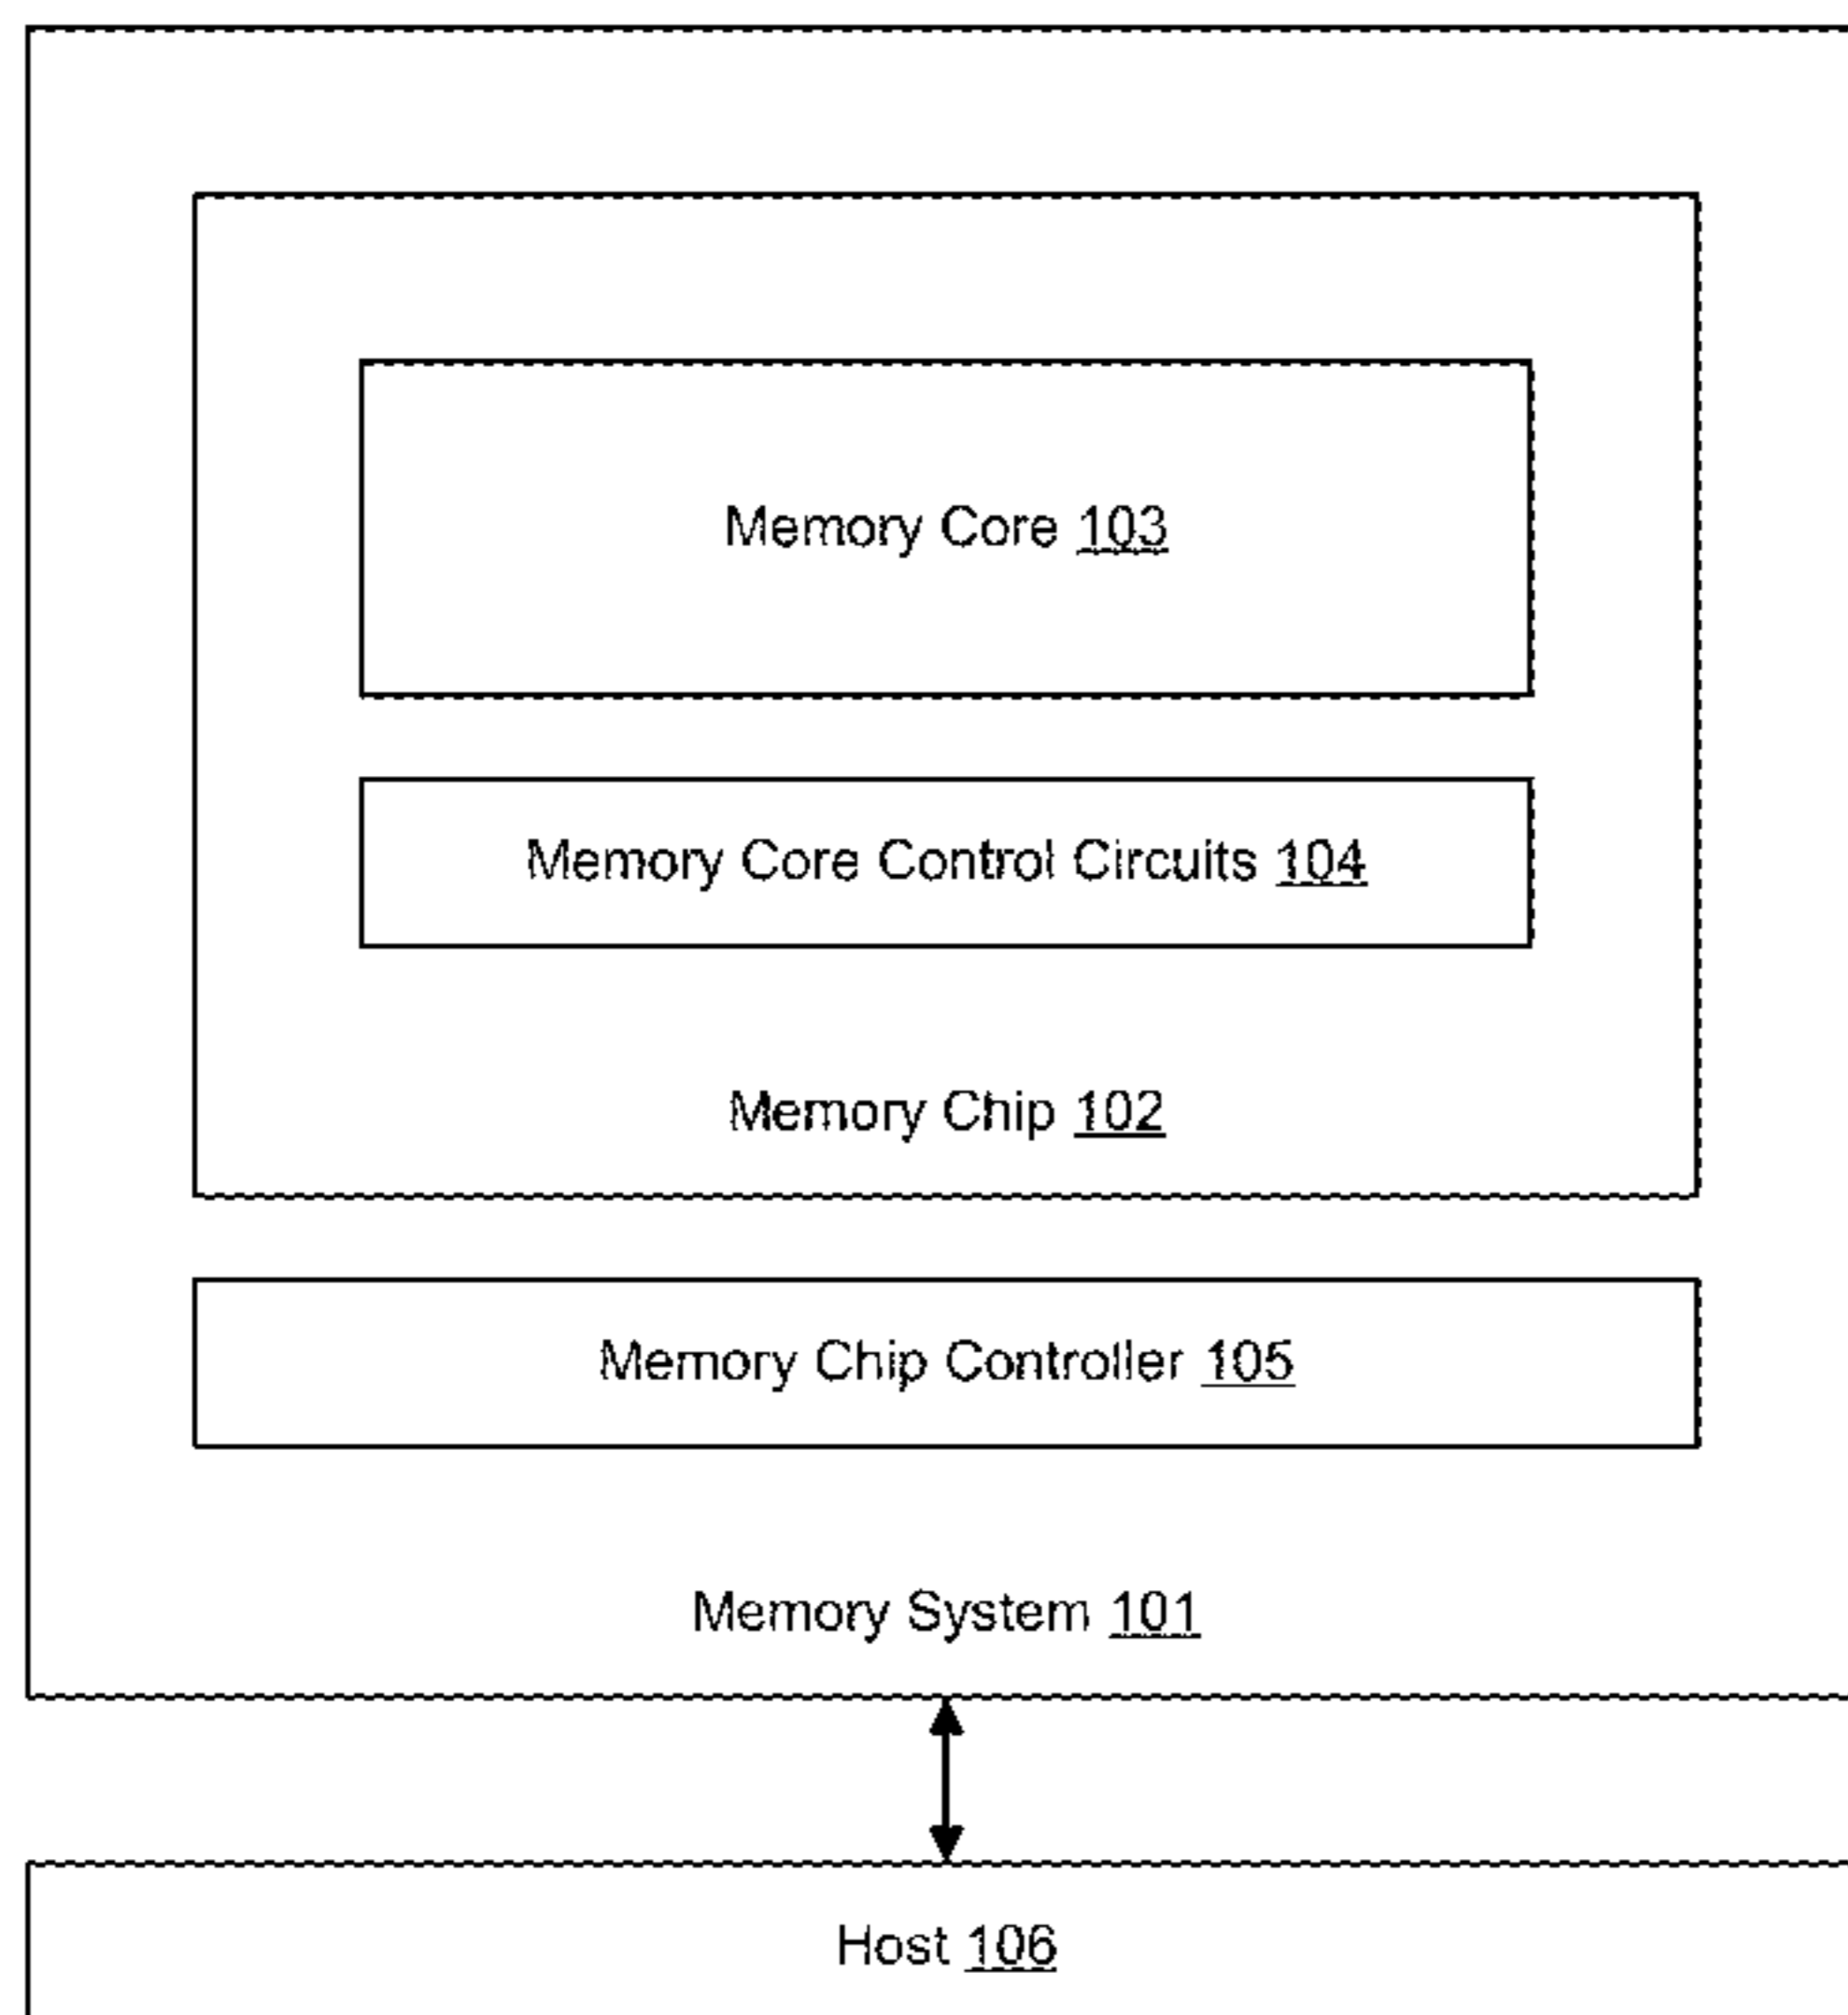 Memory Core 103
Memory Core Control Circuits 104
Memory Chip 102
Memory Chip Controller 105
Memory System 101
Host 106